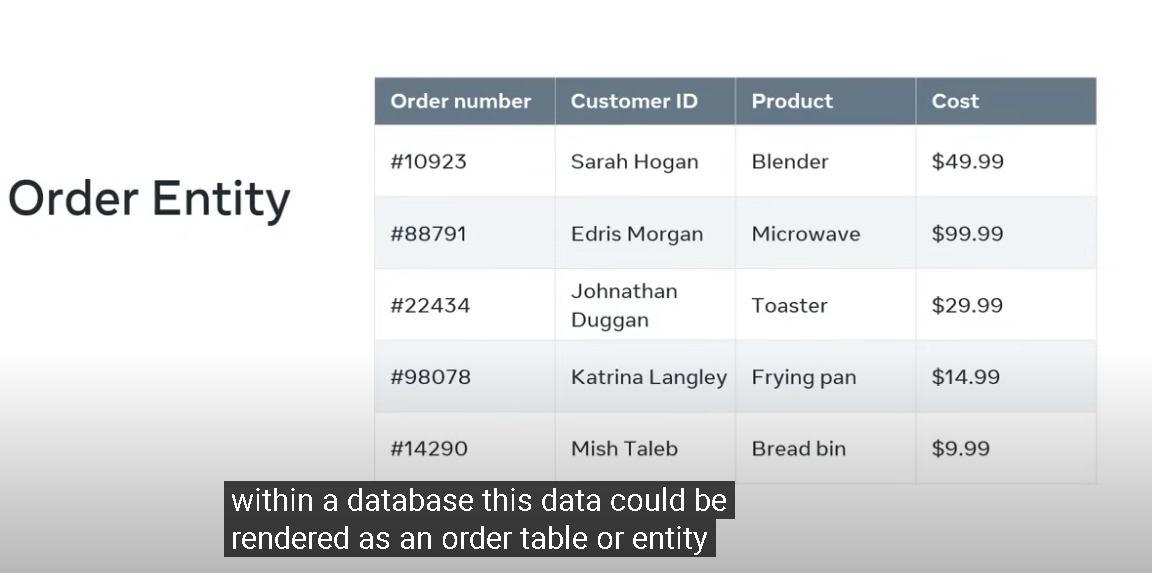 Order Entity
Order number Customer ID Product Cost
#10923 Sarah Hogan Blender $49.99
#88791 Edris Morgan Microwave $99.99
#22434 Johnathan Duggan Toaster $29.99
#98078 Katrina Langley Frying pan $14.99
#14290 Mish Taleb Bread bin $9.99
within a database this data could be
rendered as an order table or entity